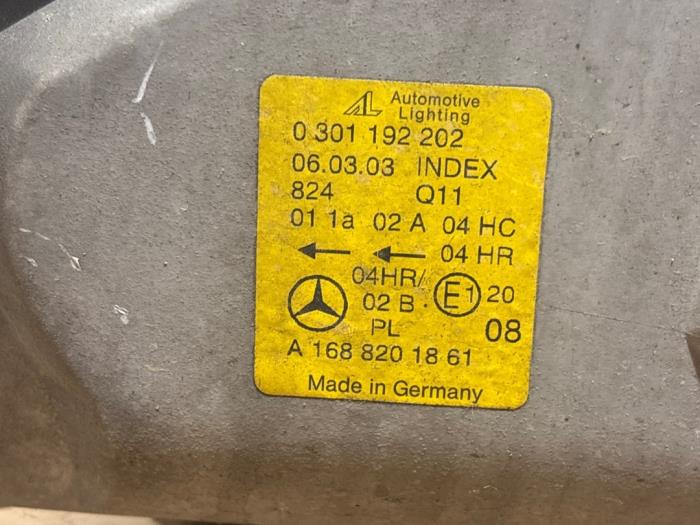 AL Automotive
Lighting
0 301 192 202
06.03.03 INDEX
824 Q11
01 1a 02 A 04 HC
← ← 04 HR
04HR/
02 B · E1 20
PL 08
A 168 820 18 61
Made in Germany